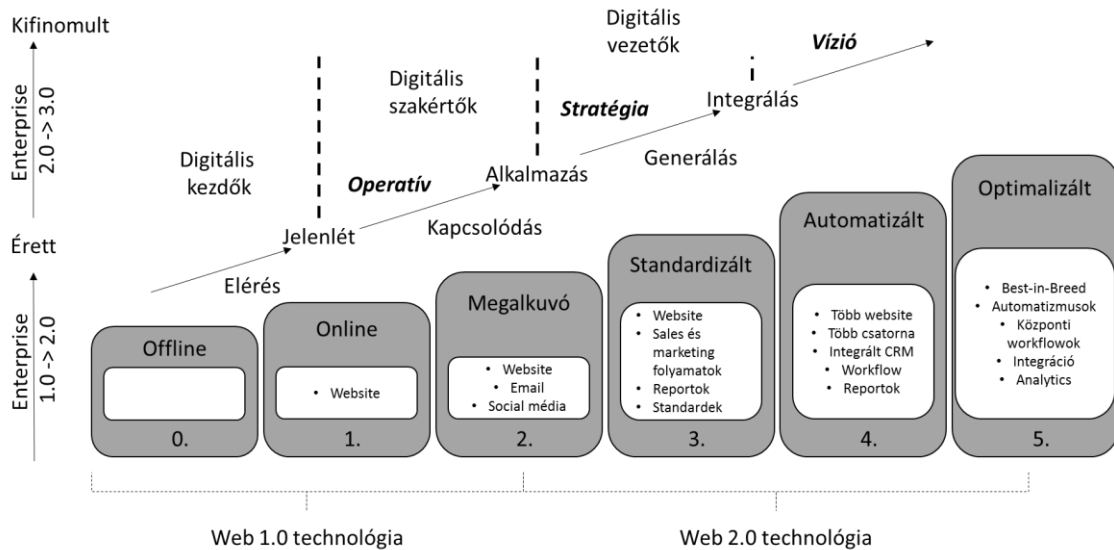 Kifinomult
Enterprise
2.0 -> 3.0
Érett
Enterprise
1.0 -> 2.0
Digitális
kezdők
Digitális
szakértők
Digitális
vezetők
Operatív
Stratégia
Vízió
Jelenlét
Alkalmazás
Integrálás
Elérés
Kapcsolódás
Generálás
Offline
0.
Online
• Website
1.
Megalkuvó
• Website
• Email
• Social média
2.
Standardizált
• Website
• Sales és
marketing
folyamatok
• Reportok
• Standardek
3.
Automatizált
• Több website
• Több csatorna
• Integrált CRM
• Workflow
• Reportok
4.
Optimalizált
• Best-in-Breed
• Automatizmusok
• Központi
workflowok
• Integráció
• Analytics
5.
Web 1.0 technológia
Web 2.0 technológia